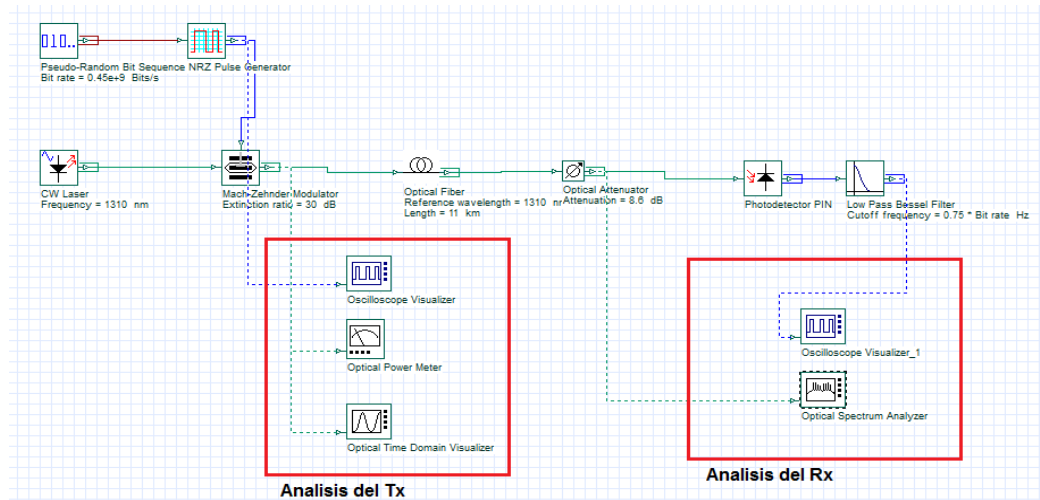 010..
Pseudo-Random Bit Sequence
Bit rate = 0.45e+9 Bits/s
NRZ Pulse Generator
CW Laser
Frequency = 1310 nm
Mach-Zehnder Modulator
Extinction ratio = 30 dB
Optical Fiber
Reference wavelength = 1310 nr
Length = 11 km
Optical Attenuator
Attenuation = 8.6 dB
Photodetector PIN
Low Pass Bessel Filter
Cutoff frequency = 0.75 * Bit rate Hz
Oscilloscope Visualizer
Optical Power Meter
Optical Time Domain Visualizer
Analisis del Tx
Oscilloscope Visualizer_1
Optical Spectrum Analyzer
Analisis del Rx